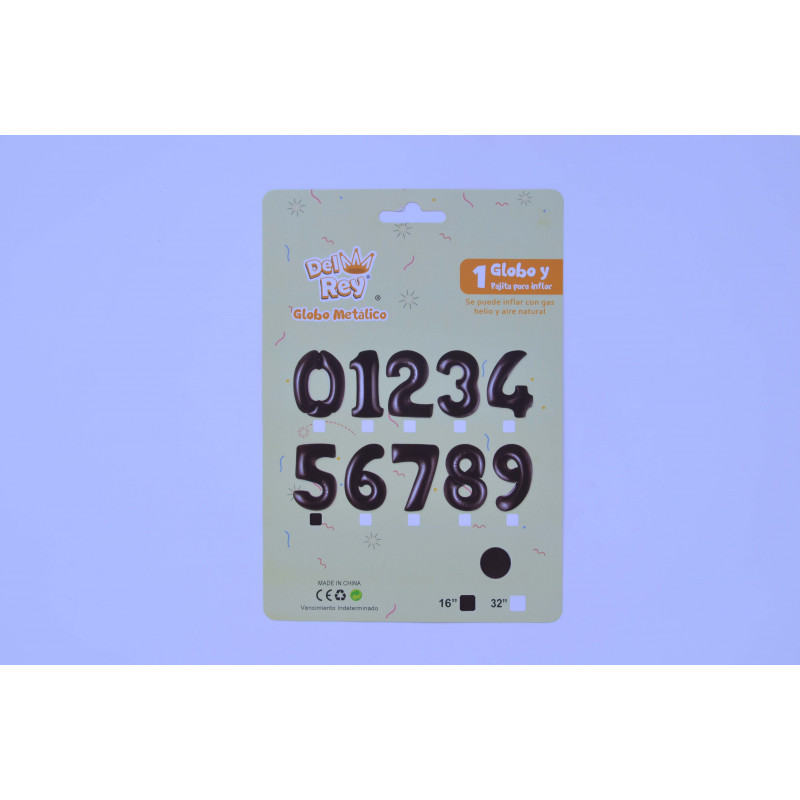 Del
Rey®
®
Globo Metálico
1 Globo y
Pajita para inflar
Se puede inflar con gas
helio y aire natural
01234
56789
MADE IN CHINA
CE
Vencimiento Indeterminado
16" 32"